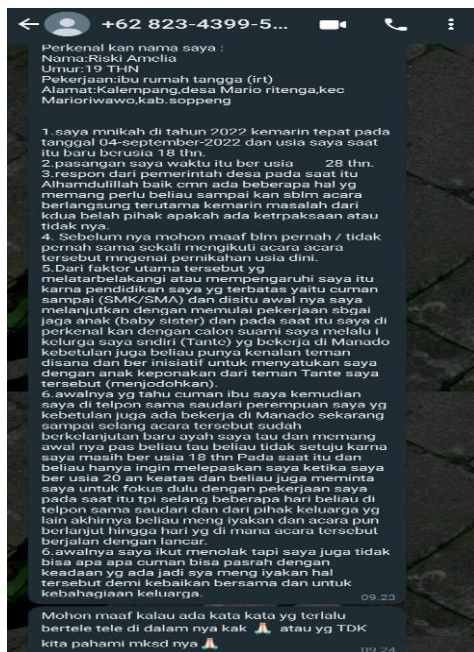 +62 823-4399-5...
Perkenal kan nama saya :
Nama:Riski Amelia
Umur:19 THN
Pekerjaan:ibu rumah tangga (irt)
Alamat:Kalempang,desa Mario ritenga,kec
Marioriwawo,kab.soppeng
1.saya mnikah di tahun 2022 kemarin tepat pada
tanggal 04-september-2022 dan usia saya saat
itu baru berusia 18 thn.
2.pasangan saya waktu itu ber usia 28 thn.
3.respon dari pemerintah desa pada saat itu
Alhamdulillah baik cmn ada beberapa hal yg
memang perlu beliau sampai kan sblm acara
berlangsung terutama kemarin masalah dari
kdua belah pihak apakah ada ketrpaksaan atau
tidak nya.
4. Sebelum nya mohon maaf blm pernah / tidak
pernah sama sekali mengikuti acara acara
tersebut mngenai pernikahan usia dini.
5.Dari faktor utama tersebut yg
melatarbelakangi atau mempengaruhi saya itu
karna pendidikan saya yg terbatas yaitu cuman
sampai (SMK/SMA) dan disitu awal nya saya
melanjutkan dengan memulai pekerjaan sbgai
jaga anak (baby sister) dan pada saat itu saya di
perkenal kan dengan calon suami saya melalu i
kelurga saya sndiri (Tante) yg bekerja di Manado
kebetulan juga beliau punya kenalan teman
disana dan ber inisiatif untuk menyatukan saya
dengan anak keponakan dari teman Tante saya
tersebut (menjodohkan).
6.awalnya yg tahu cuman ibu saya kemudian
saya di telpon sama saudari perempuan saya yg
kebetulan juga ada bekerja di Manado sekarang
sampai selang acara tersebut sudah
berkelanjutan baru ayah saya tau dan memang
awal nya pas beliau tau beliau tidak setuju karna
saya masih ber usia 18 thn Pada saat itu dan
beliau hanya ingin melepaskan saya ketika saya
ber usia 20 an keatas dan beliau juga meminta
saya untuk fokus dulu dengan pekerjaan saya
pada saat itu tpi selang beberapa hari beliau di
telpon sama saudari dan dari pihak keluarga yg
lain akhirnya beliau meng iyakan dan acara pun
berlanjut hingga hari yg di mana acara tersebut
berjalan dengan lancar.
6.awalnya saya ikut menolak tapi saya juga tidak
bisa apa apa cuman bisa pasrah dengan
keadaan yg ada jadi sya meng iyakan hal
tersebut demi kebaikan bersama dan untuk
kebahagiaan keluarga.
09.23
Mohon maaf kalau ada kata kata yg terlalu
bertele tele di dalam nya kak 🙏🏻 atau yg TDK
kita pahami mksd nya 🙏🏻
09.24